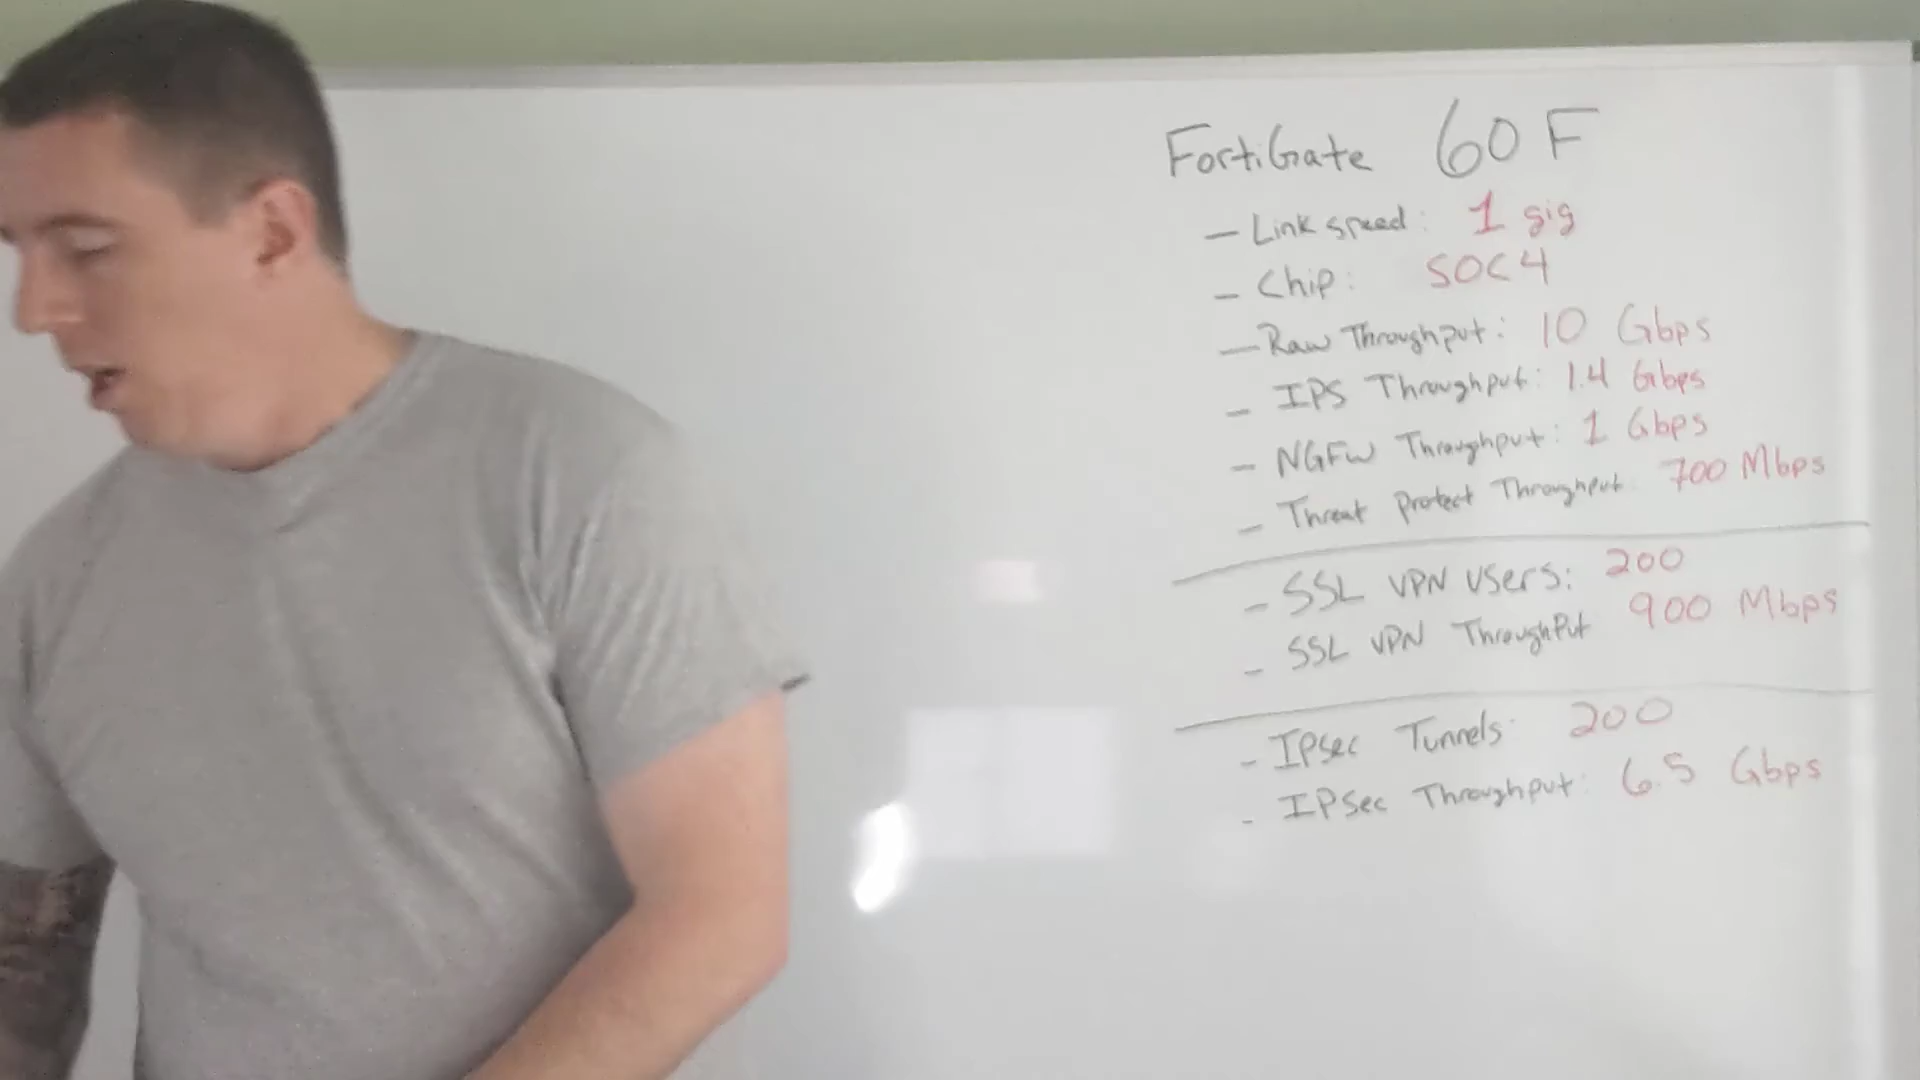 FortiGate 60F
- Link speed: 1 gig
- Chip: SOC4
- Raw Throughput: 10 Gbps
- IPS Throughput: 1.4 Gbps
- NGFW Throughput: 1 Gbps
- Threat Protect Throughput: 700 Mbps
- SSL VPN Users: 200
- SSL VPN ThroughPut 900 Mbps
- IPsec Tunnels: 200
- IPSec Throughput: 6.5 Gbps